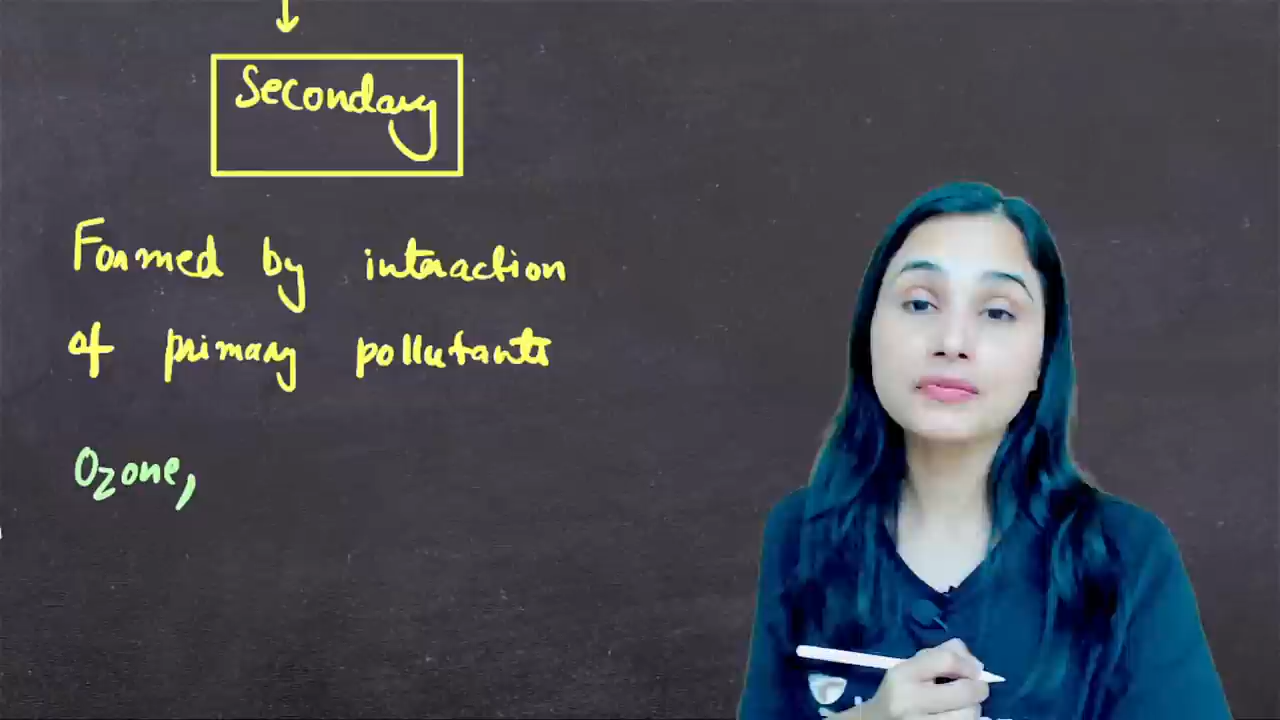 Secondary
Formed by interaction
of primary pollutants
Ozone,